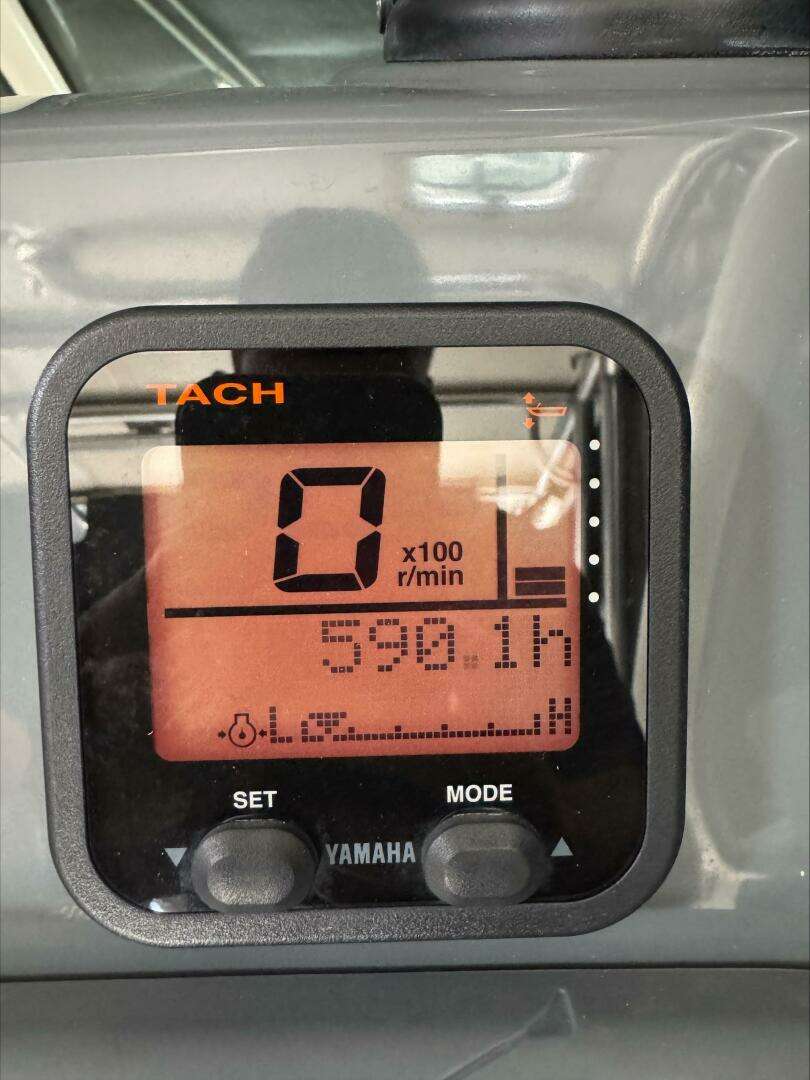 TACH
0
x100
r/min
590.1h
L H
SET
MODE
YAMAHA